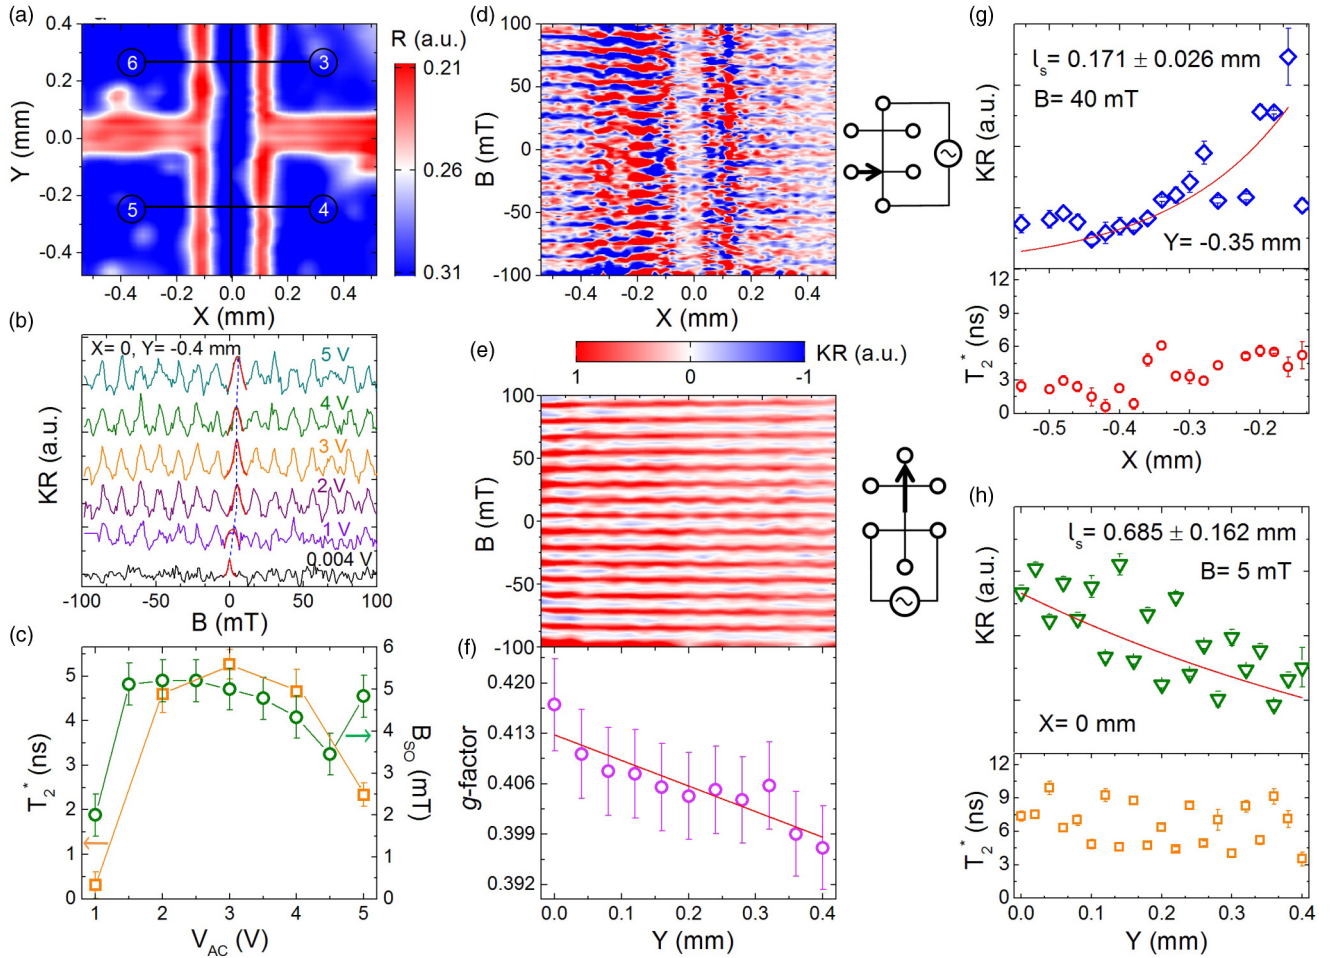 (a)
R (a.u.)
0.21
0.26
0.31
0.4
0.2
0.0
-0.2
-0.4
Y (mm)
6
3
5
4
-0.4
-0.2
0.0
0.2
0.4
X (mm)
(b)
X= 0, Y= -0.4 mm
5 V
4 V
3 V
2 V
1 V
0.004 V
KR (a.u.)
-100
-50
0
50
100
B (mT)
(c)
5
4
3
2
1
0
T2* (ns)
6
5
4
3
2
1
0
BSO (mT)
1
2
3
4
5
VAC (V)
(d)
100
50
0
-50
-100
B (mT)
-0.4
-0.2
0.0
0.2
0.4
X (mm)
(e)
KR (a.u.)
1
0
-1
100
50
0
-50
-100
B (mT)
(f)
0.420
0.413
0.406
0.399
0.392
g-factor
0.0
0.1
0.2
0.3
0.4
Y (mm)
(g)
ls = 0.171 ± 0.026 mm
B= 40 mT
KR (a.u.)
Y= -0.35 mm
12
9
6
3
0
T2* (ns)
-0.5
-0.4
-0.3
-0.2
X (mm)
(h)
ls = 0.685 ± 0.162 mm
B= 5 mT
KR (a.u.)
X= 0 mm
12
9
6
3
0
T2* (ns)
0.0
0.1
0.2
0.3
0.4
Y (mm)